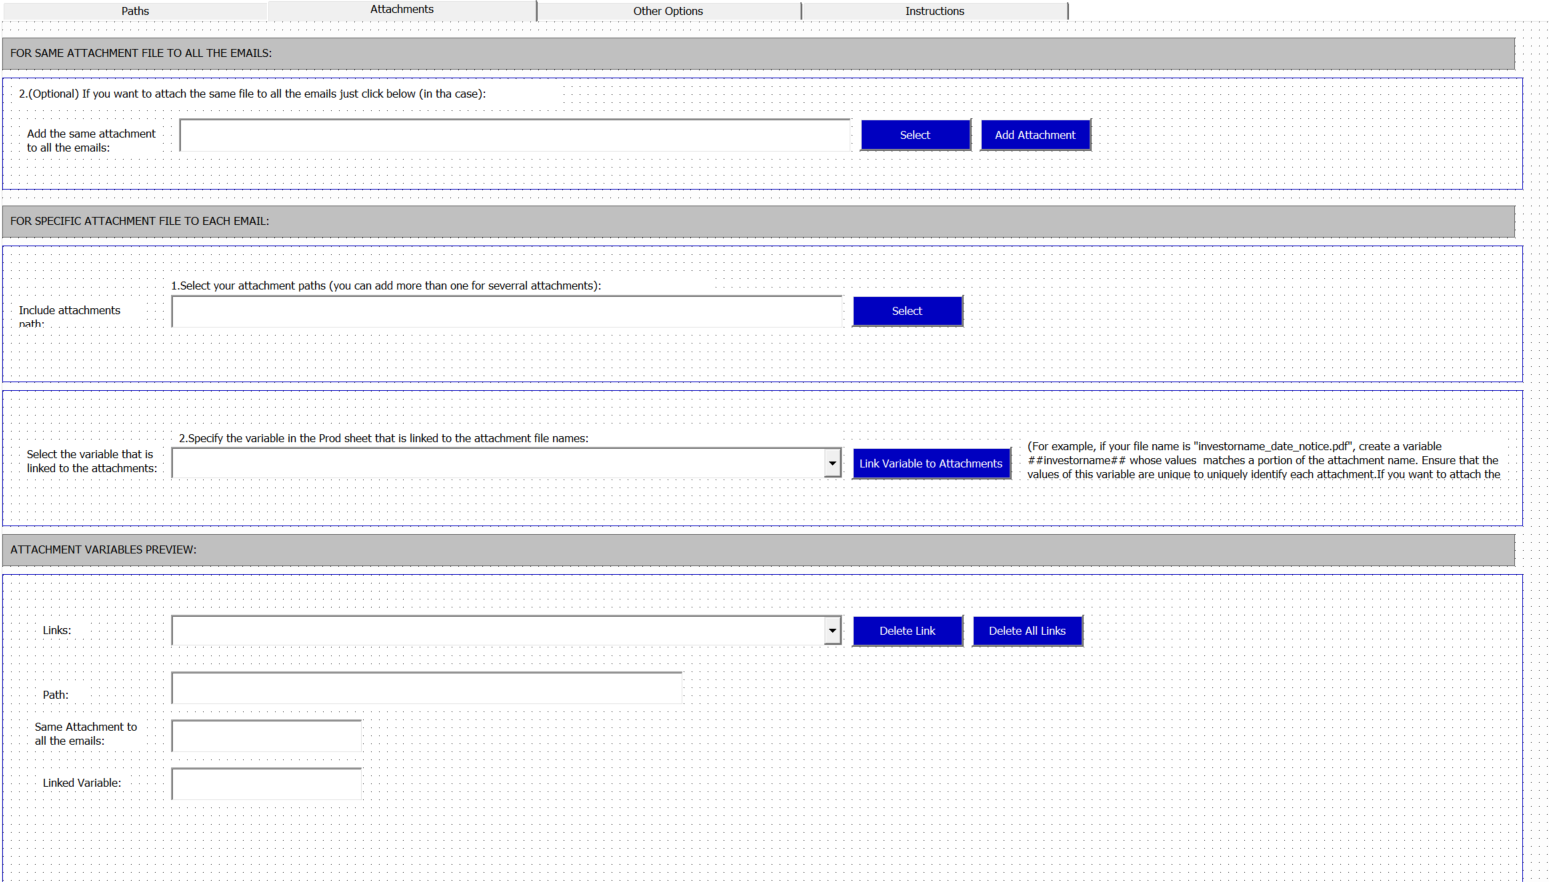 Paths
Attachments
Other Options
Instructions
FOR SAME ATTACHMENT FILE TO ALL THE EMAILS:
2.(Optional) If you want to attach the same file to all the emails just click below (in tha case):
Add the same attachment
to all the emails:
Select
Add Attachment
FOR SPECIFIC ATTACHMENT FILE TO EACH EMAIL:
1.Select your attachment paths (you can add more than one for severral attachments):
Include attachments
path:
Select
2.Specify the variable in the Prod sheet that is linked to the attachment file names:
Select the variable that is
linked to the attachments:
Link Variable to Attachments
(For example, if your file name is "investorname_date_notice.pdf", create a variable
##investorname## whose values  matches a portion of the attachment name. Ensure that the
values of this variable are unique to uniquely identify each attachment.If you want to attach the
ATTACHMENT VARIABLES PREVIEW:
Links:
Delete Link
Delete All Links
Path:
Same Attachment to
all the emails:
Linked Variable: